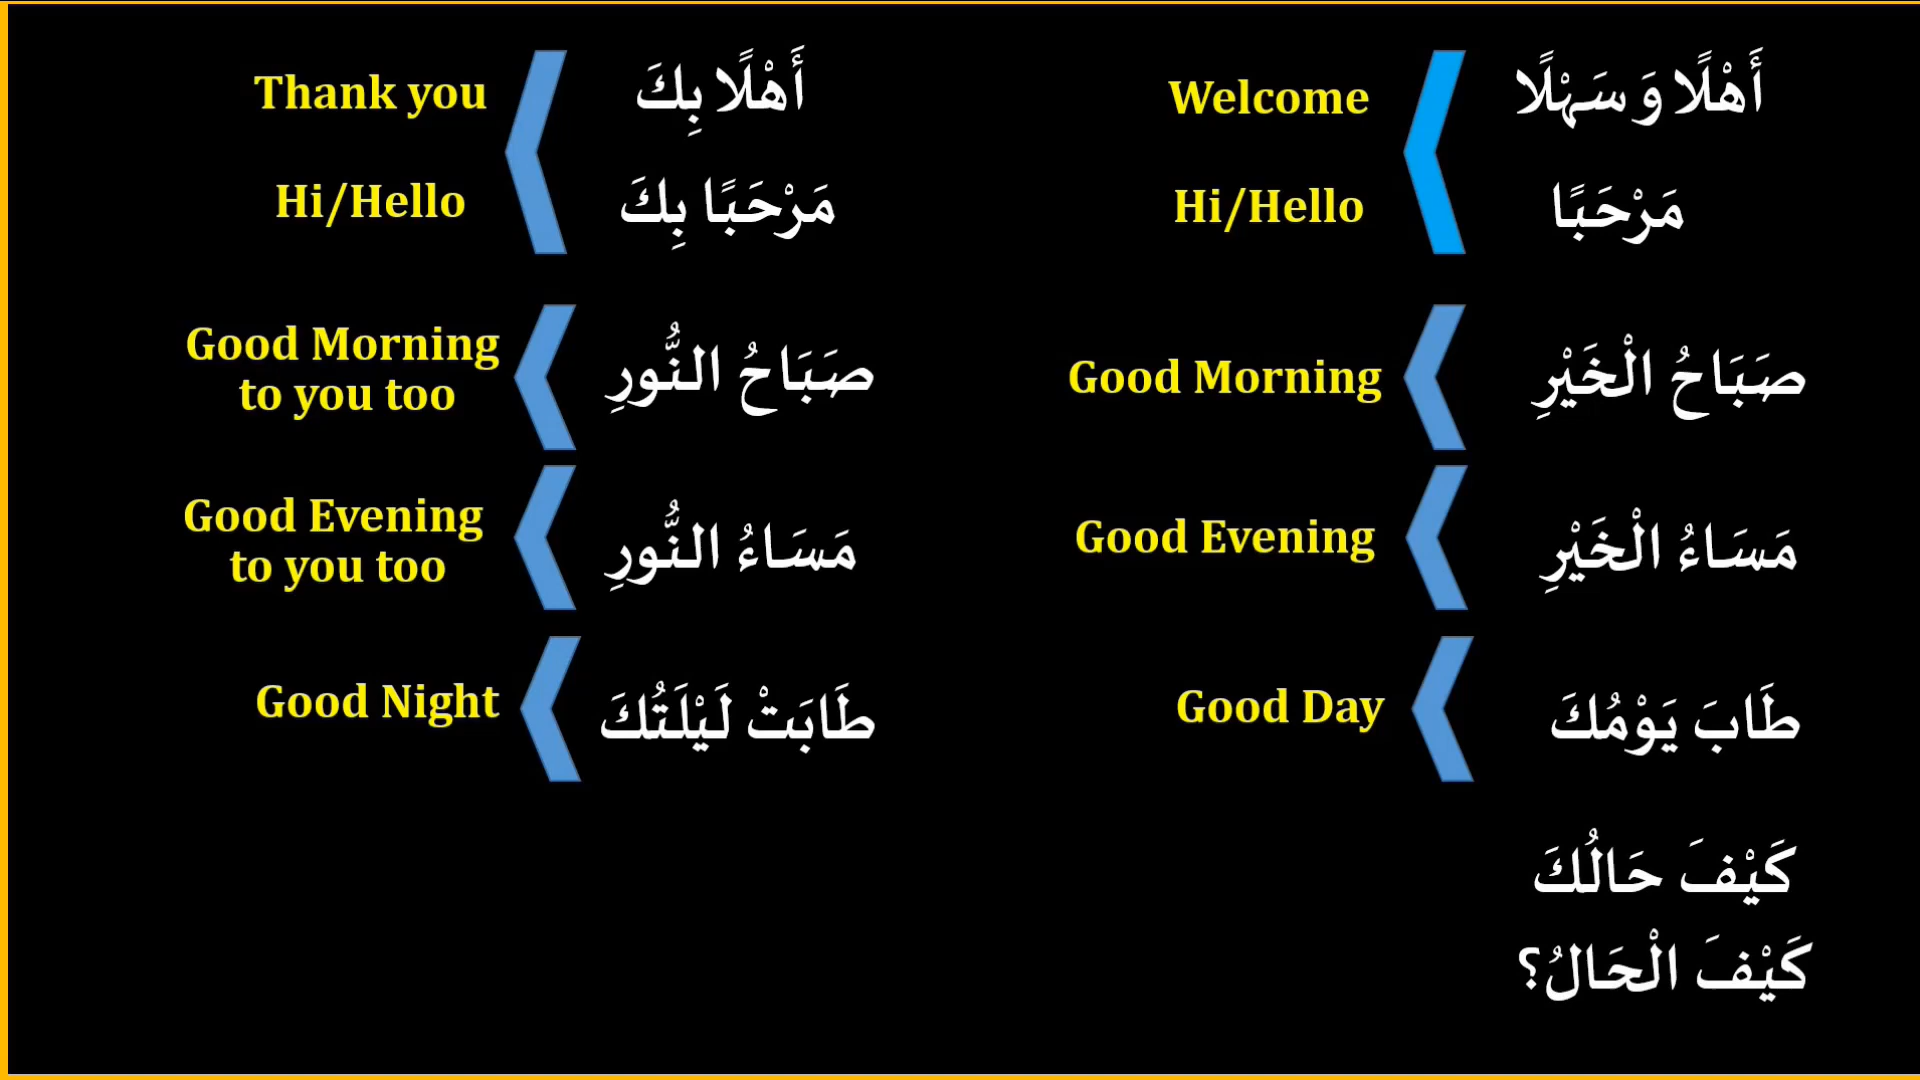 أَهْلًا وَ سَهْلًا
Welcome
أَهْلًا بِكَ
Thank you
مَرْحَبًا
Hi/Hello
مَرْحَبًا بِكَ
Hi/Hello
صَبَاحُ الْخَيْرِ
Good Morning
صَبَاحُ النُّورِ
Good Morning
to you too
مَسَاءُ الْخَيْرِ
Good Evening
مَسَاءُ النُّورِ
Good Evening
to you too
طَابَ يَوْمُكَ
Good Day
طَابَتْ لَيْلَتُكَ
Good Night
كَيْفَ حَالُكَ
كَيْفَ الْحَالُ؟